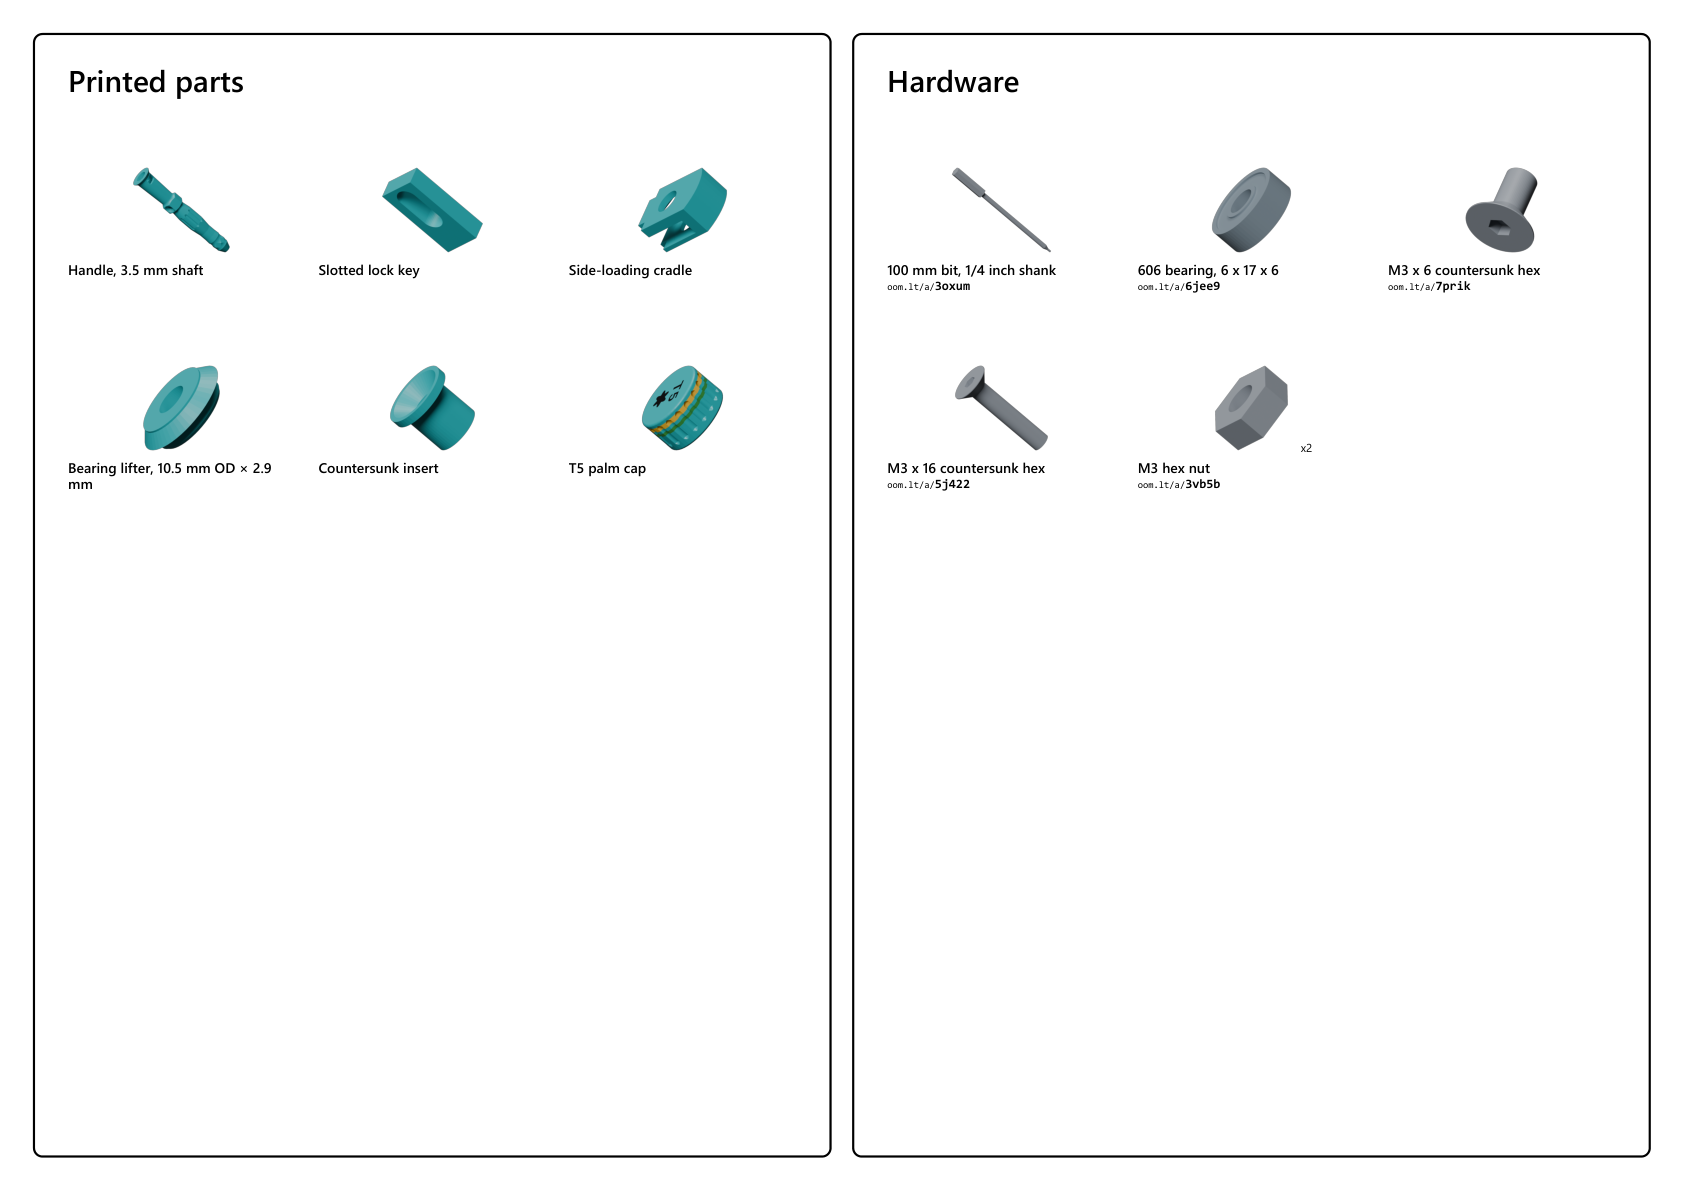 Printed parts
Handle, 3.5 mm shaft
Slotted lock key
Side-loading cradle
T 5
Bearing lifter, 10.5 mm OD × 2.9
mm
Countersunk insert
T5 palm cap
Hardware
100 mm bit, 1/4 inch shank
oom.lt/a/3oxum
606 bearing, 6 x 17 x 6
oom.lt/a/6jee9
M3 x 6 countersunk hex
oom.lt/a/7prik
M3 x 16 countersunk hex
oom.lt/a/5j422
x2
M3 hex nut
oom.lt/a/3vb5b